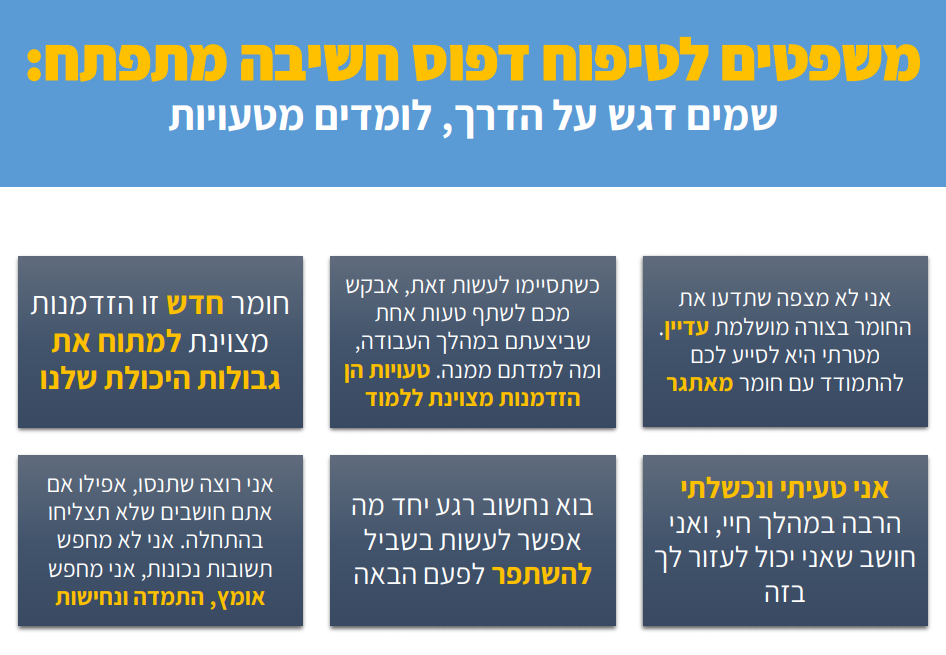 משפטים לטיפוח דפוס חשיבה מתפתח:
שמים דגש על הדרך, לומדים מטעויות
אני לא מצפה שתדעו את
החומר בצורה מושלמת עדיין.
מטרתי היא לסייע לכם
להתמודד עם חומר מאתגר
כשתסיימו לעשות זאת, אבקש
מכם לשתף טעות אחת
שביצעתם במהלך העבודה,
ומה למדתם ממנה. טעויות הן
הזדמנות מצוינת ללמוד
חומר חדש זו הזדמנות
מצוינת למתוח את
גבולות היכולת שלנו
אני טעיתי ונכשלתי
הרבה במהלך חיי, ואני
חושב שאני יכול לעזור לך
בזה
בוא נחשוב רגע יחד מה
אפשר לעשות בשביל
להשתפר לפעם הבאה
אני רוצה שתנסו, אפילו אם
אתם חושבים שלא תצליחו
בהתחלה. אני לא מחפש
תשובות נכונות, אני מחפש
אומץ, התמדה ונחישות